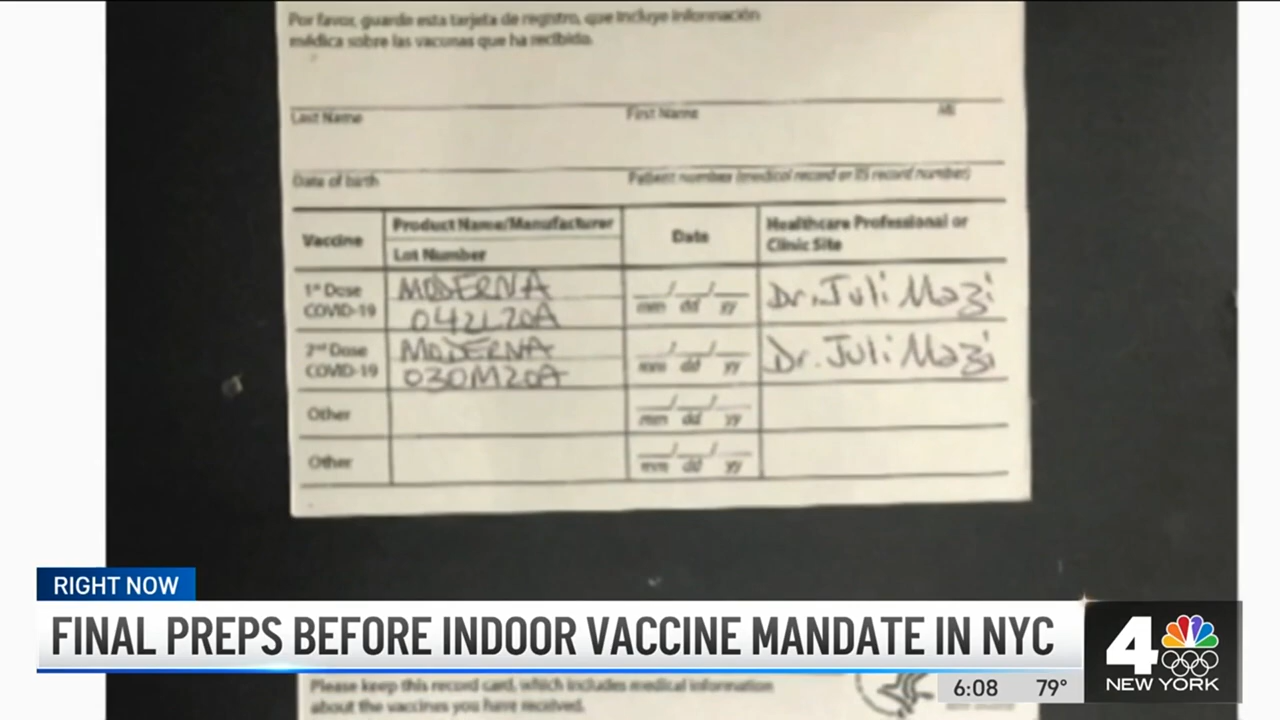 Por favor, guarde esta tarjeta de registro, que incluye información
médica sobre las vacunas que ha recibido.
Last Name First Name MI
Date of birth Patient number (medical record or IIS record number)
Vaccine Product Name/Manufacturer Date Healthcare Professional or
Lot Number Clinic Site
1st Dose MODERNA Dr. Juli Mazi
COVID-19 042L20A mm dd yy
2nd Dose MODERNA Dr. Juli Mazi
COVID-19 030M20A mm dd yy
Other mm dd yy
Other mm dd yy
RIGHT NOW
FINAL PREPS BEFORE INDOOR VACCINE MANDATE IN NYC
4
NEW YORK
6:08 79°
Please keep this record card, which includes medical information
about the vaccines you have received.